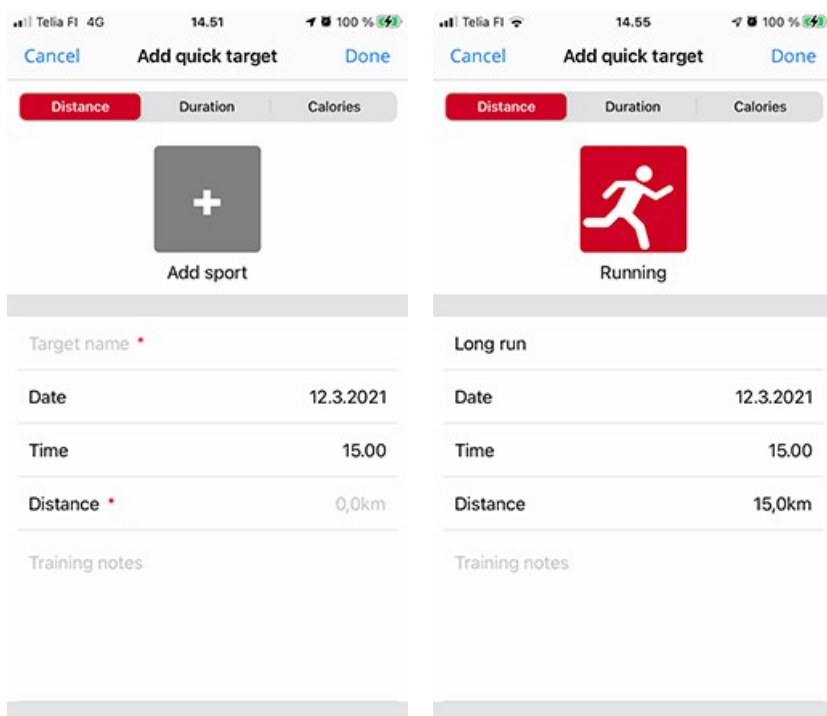 Telia FI 4G 14.51 100 %
Cancel Add quick target Done
Distance Duration Calories
Add sport
Target name *
Date 12.3.2021
Time 15.00
Distance * 0,0km
Training notes
Telia FI 14.55 100 %
Cancel Add quick target Done
Distance Duration Calories
Running
Long run
Date 12.3.2021
Time 15.00
Distance 15,0km
Training notes